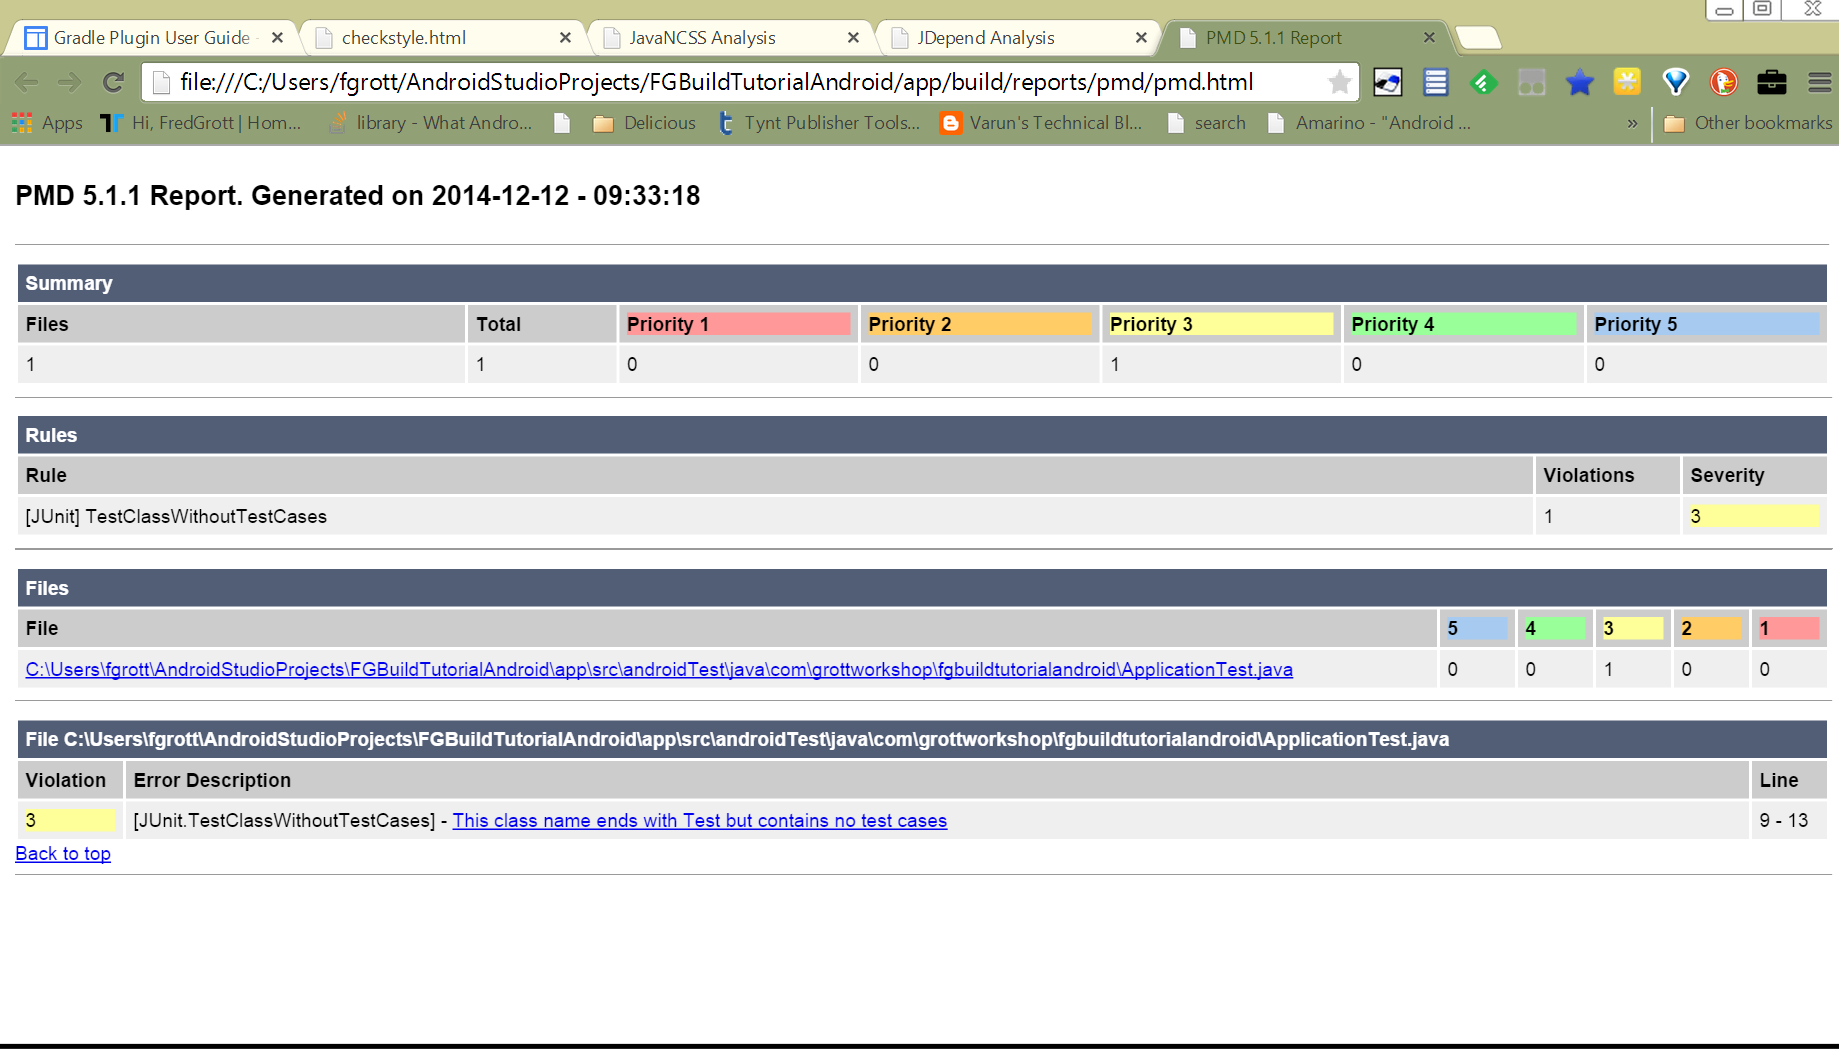 Gradle Plugin User Guide -
checkstyle.html
JavaNCSS Analysis
JDepend Analysis
PMD 5.1.1 Report
file:///C:/Users/fgrott/AndroidStudioProjects/FGBuildTutorialAndroid/app/build/reports/pmd/pmd.html
Apps Hi, FredGrott | Hom... library - What Andro... Delicious Tynt Publisher Tools... Varun's Technical Bl... search Amarino - "Android ... » Other bookmarks
PMD 5.1.1 Report. Generated on 2014-12-12 - 09:33:18
Summary
Files Total Priority 1 Priority 2 Priority 3 Priority 4 Priority 5
1 1 0 0 1 0 0
Rules
Rule Violations Severity
[JUnit] TestClassWithoutTestCases 1 3
Files
File 5 4 3 2 1
C:\Users\fgrott\AndroidStudioProjects\FGBuildTutorialAndroid\app\src\androidTest\java\com\grottworkshop\fgbuildtutorialandroid\ApplicationTest.java 0 0 1 0 0
File C:\Users\fgrott\AndroidStudioProjects\FGBuildTutorialAndroid\app\src\androidTest\java\com\grottworkshop\fgbuildtutorialandroid\ApplicationTest.java
Violation Error Description Line
3 [JUnit.TestClassWithoutTestCases] - This class name ends with Test but contains no test cases 9 - 13
Back to top